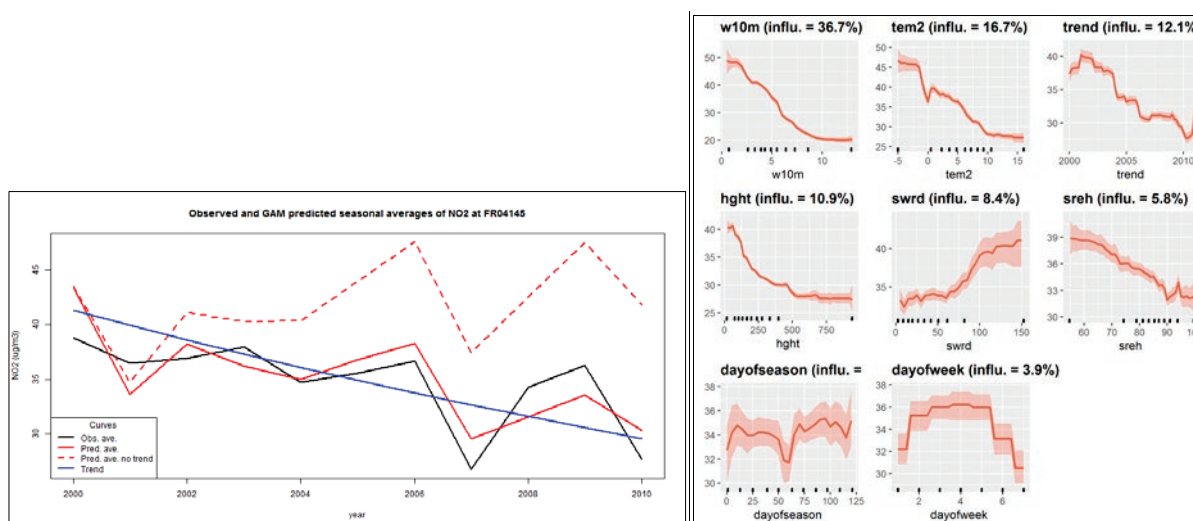 Observed and GAM predicted seasonal averages of NO2 at FR04145
NO2 (ug/m3)
45
40
35
30
Curves
Obs. ave.
Pred. ave.
Pred. ave. no trend
Trend
2000 2002 2004 2006 2008 2010
year
w10m (influ. = 36.7%) tem2 (influ. = 16.7%) trend (influ. = 12.1%
50
40
30
20
0 5 10
w10m
45
40
35
30
25
-5 0 5 10 15
tem2
40
35
30
2000 2005 2010
trend
hght (influ. = 10.9%) swrd (influ. = 8.4%) sreh (influ. = 5.8%)
40
35
30
25
0 250 500 750
hght
40
35
30
0 50 100 150
swrd
39
36
33
30
60 70 80 90
sreh
dayofseason (influ. = dayofweek (influ. = 3.9%)
38
36
34
32
30
0 25 50 75 100 125
dayofseason
38
36
34
32
30
2 4 6
dayofweek